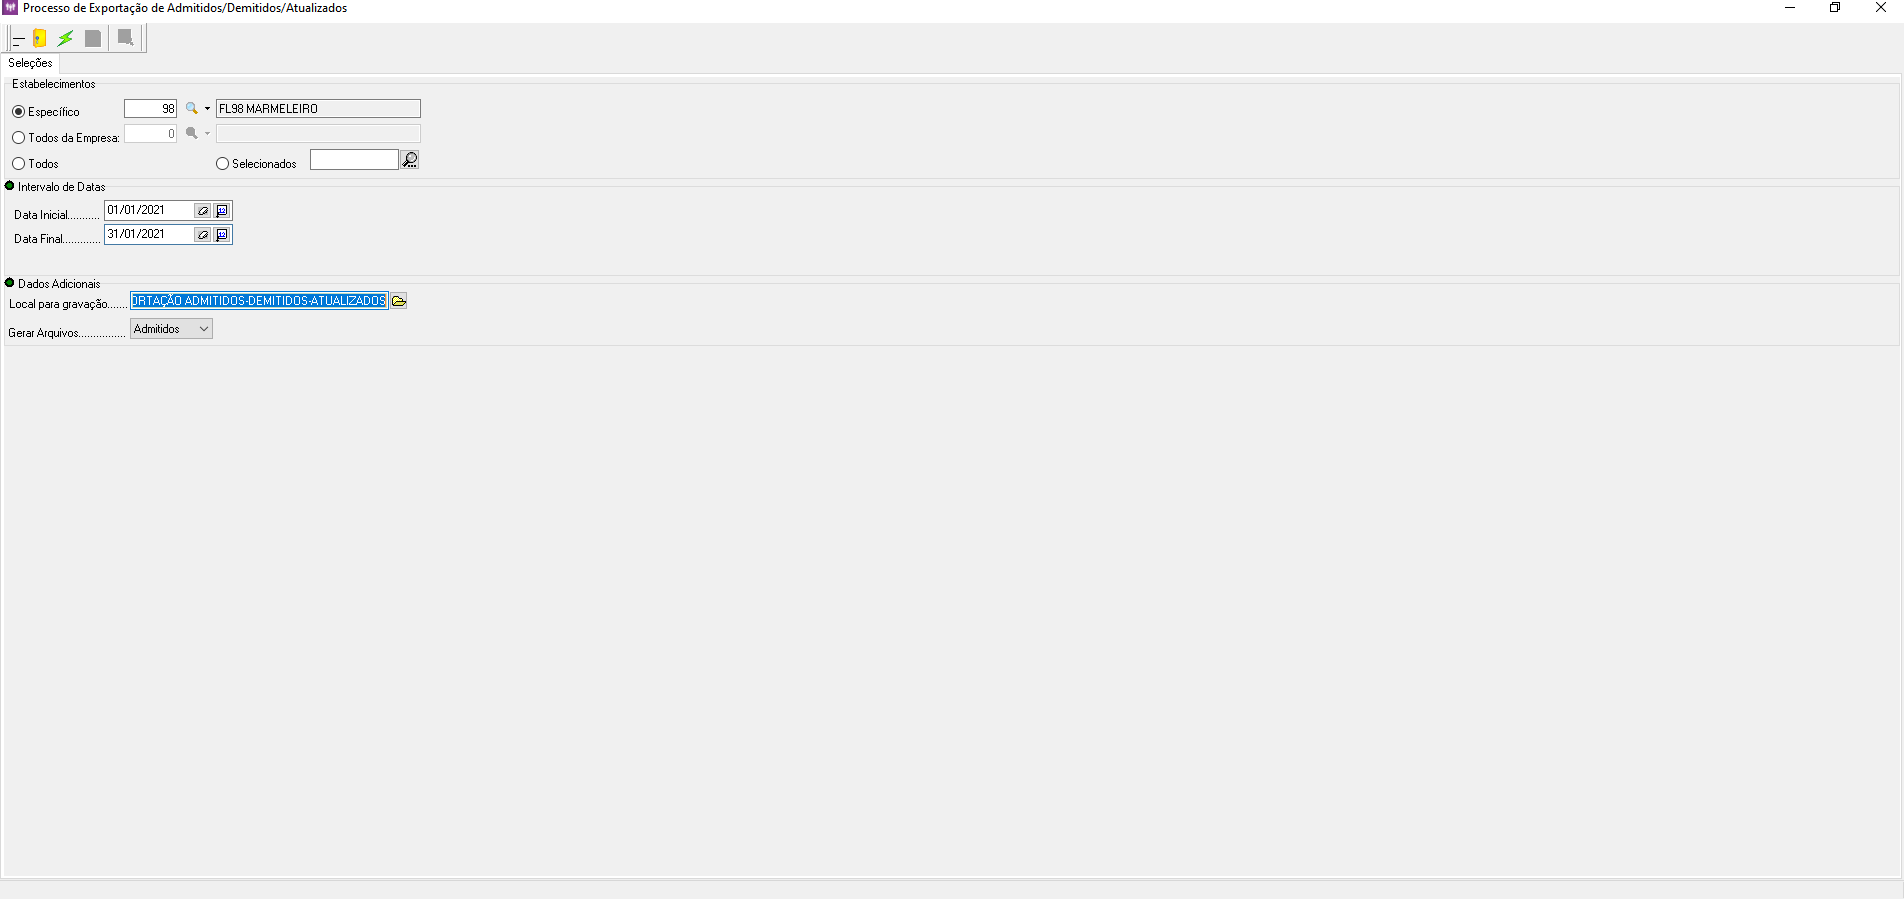 Processo de Exportação de Admitidos/Demitidos/Atualizados
Seleções
Estabelecimentos
Específico 98 FL98 MARMELEIRO
Todos da Empresa: 0
Todos Selecionados
Intervalo de Datas
Data Inicial........... 01/01/2021
Data Final............. 31/01/2021
Dados Adicionais
Local para gravação....... ORTAÇÃO ADMITIDOS-DEMITIDOS-ATUALIZADOS
Gerar Arquivos................ Admitidos